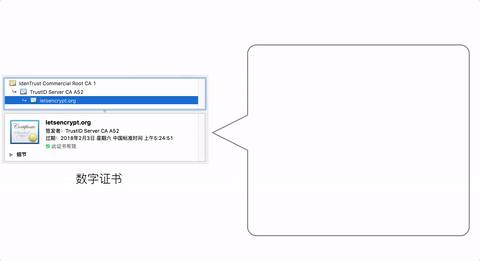 IdenTrust Commercial Root CA 1
TrustID Server CA A52
letsencrypt.org
letsencrypt.org
签发者：TrustID Server CA A52
过期：2018年2月3日 星期六 中国标准时间 上午5:24:51
此证书有效
细节
数字证书